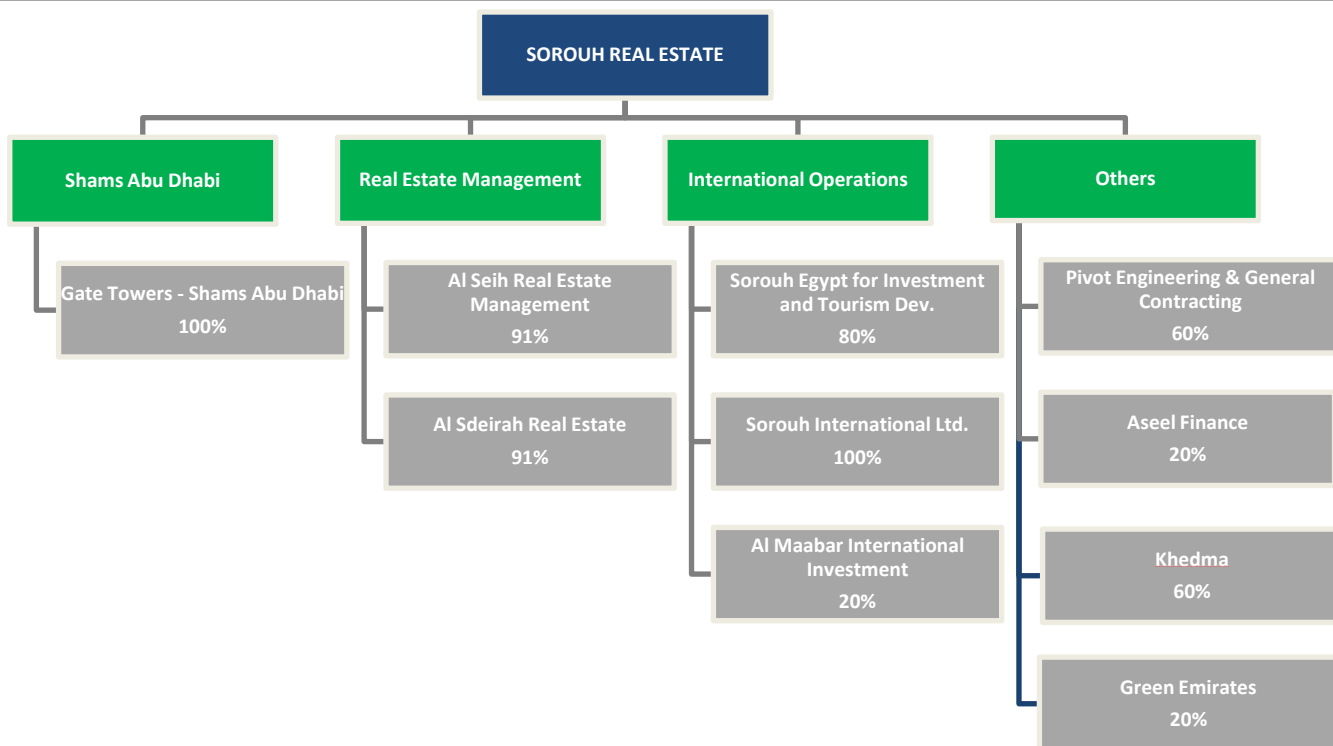 SOROUH REAL ESTATE
Shams Abu Dhabi
Real Estate Management
International Operations
Others
Gate Towers - Shams Abu Dhabi
100%
Al Seih Real Estate
Management
91%
Al Sdeirah Real Estate
91%
Sorouh Egypt for Investment
and Tourism Dev.
80%
Sorouh International Ltd.
100%
Al Maabar International
Investment
20%
Pivot Engineering & General
Contracting
60%
Aseel Finance
20%
Khedma
60%
Green Emirates
20%